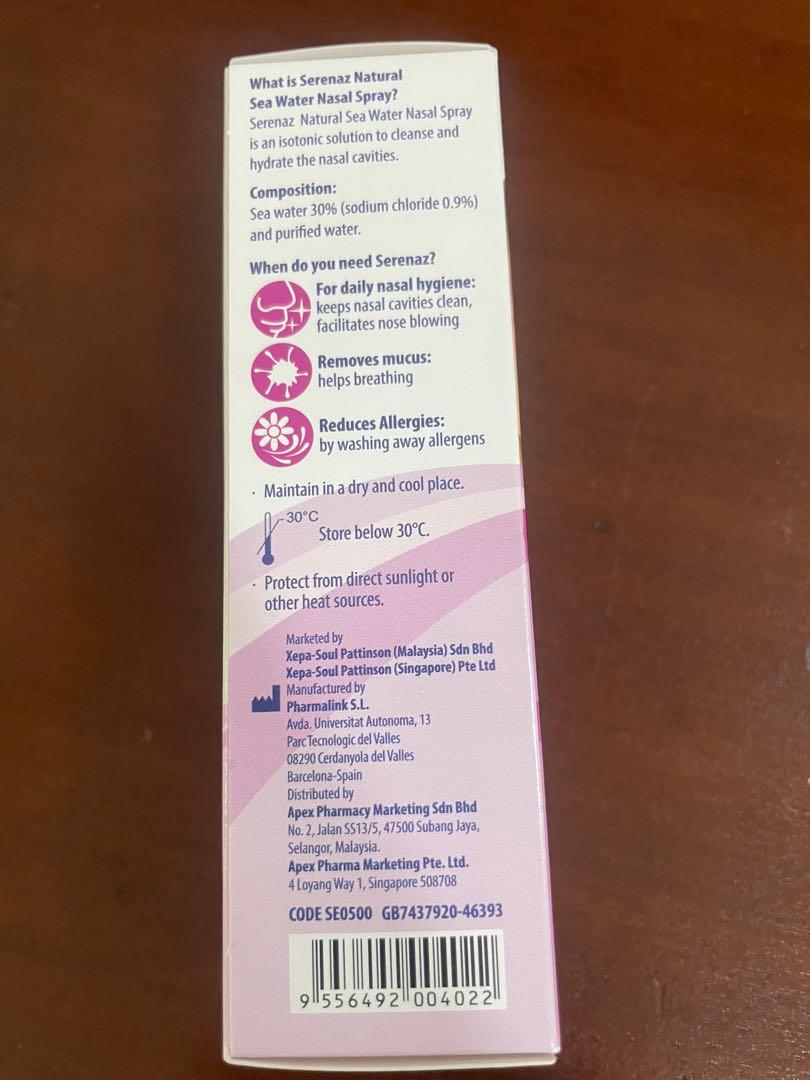 What is Serenaz Natural
Sea Water Nasal Spray?
Serenaz Natural Sea Water Nasal Spray
is an isotonic solution to cleanse and
hydrate the nasal cavities.
Composition:
Sea water 30% (sodium chloride 0.9%)
and purified water.
When do you need Serenaz?
For daily nasal hygiene:
keeps nasal cavities clean,
facilitates nose blowing
Removes mucus:
helps breathing
Reduces Allergies:
by washing away allergens
· Maintain in a dry and cool place.
30°C
Store below 30°C.
· Protect from direct sunlight or
other heat sources.
Marketed by
Xepa-Soul Pattinson (Malaysia) Sdn Bhd
Xepa-Soul Pattinson (Singapore) Pte Ltd
Manufactured by
Pharmalink S.L.
Avda. Universitat Autonoma, 13
Parc Tecnologic del Valles
08290 Cerdanyola del Valles
Barcelona-Spain
Distributed by
Apex Pharmacy Marketing Sdn Bhd
No. 2, Jalan SS13/5, 47500 Subang Jaya,
Selangor, Malaysia.
Apex Pharma Marketing Pte. Ltd.
4 Loyang Way 1, Singapore 508708
CODE SE0500 GB7437920-46393
9 556492 004022